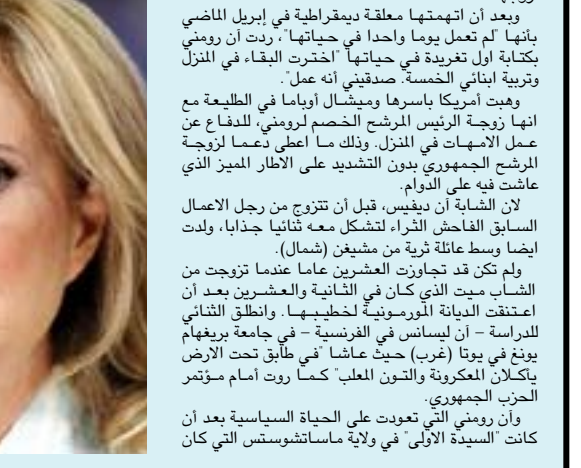 وبعد أن اتهمتها معلقة ديمقراطية في إبريل الماضي
بأنها "لم تعمل يوما واحدا في حياتها"، ردت آن رومني
بكتابة اول تغريدة في حياتها "اخترت البقاء في المنزل
وتربية ابنائي الخمسة. صدقيني أنه عمل".
وهبت أمريكا باسرها وميشال أوباما في الطليعة مع
انها زوجة الرئيس المرشح الخصم لرومني، للدفاع عن
عمل الامهات في المنزل. وذلك ما اعطى دعما لزوجة
المرشح الجمهوري بدون التشديد على الاطار المميز الذي
عاشت فيه على الدوام.
لان الشابة آن ديفيس، قبل أن تتزوج من رجل الاعمال
السابق الفاحش الثراء لتشكل معه ثنائيا جذابا، ولدت
ايضا وسط عائلة ثرية من مشيغن (شمال).
ولم تكن قد تجاوزت العشرين عاما عندما تزوجت من
الشاب ميت الذي كان في الثانية والعشرين بعد أن
اعتنقت الديانة المورمونية لخطيبها. وانطلق الثنائي
للدراسة – آن ليسانس في الفرنسية – في جامعة بريغهام
يونغ في يوتا (غرب) حيث عاشا "في طابق تحت الارض
يأكلان المعكرونة والتون المعلب" كما روت أمام مؤتمر
الحزب الجمهوري.
وآن رومني التي تعودت على الحياة السياسية بعد أن
كانت "السيدة الاولى" في ولاية ماساتشوستس التي كان